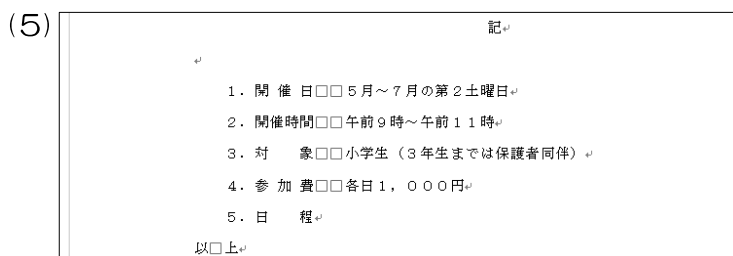 (5)
記↵
↵
1．開 催 日□□５月～７月の第２土曜日↵
2．開催時間□□午前９時～午前１１時↵
3．対　　象□□小学生（３年生までは保護者同伴）↵
4．参 加 費□□各日１，０００円↵
5．日　　程↵
以□上↵